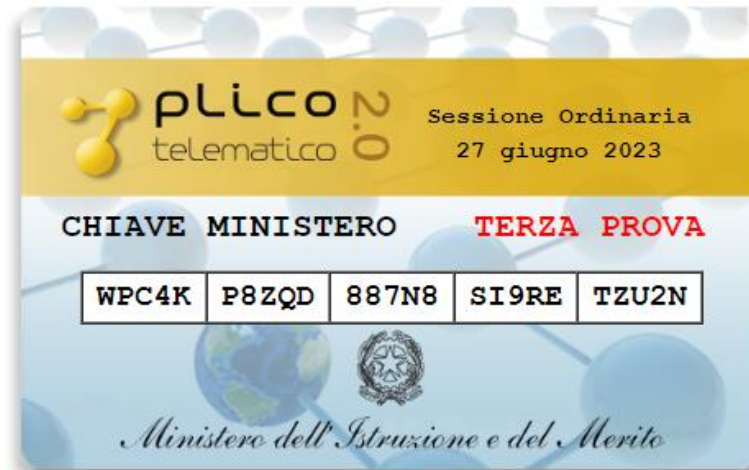 pLico 2.0
telematico
Sessione Ordinaria
27 giugno 2023
CHIAVE MINISTERO TERZA PROVA
WPC4K P8ZQD 887N8 SI9RE TZU2N
Ministero dell'Istruzione e del Merito